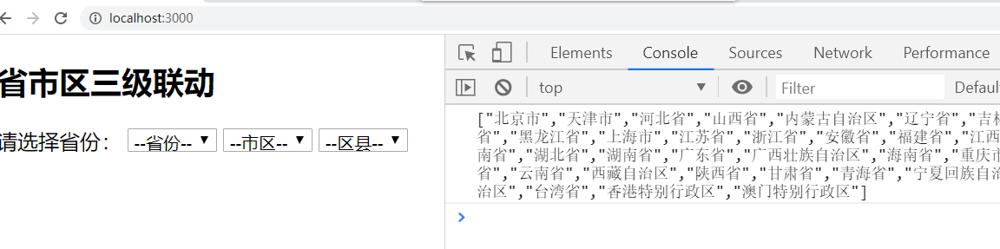 localhost:3000
Elements Console Sources Network Performance
top Filter Default
省市区三级联动
请选择省份： --省份-- --市区-- --区县--
["北京市","天津市","河北省","山西省","内蒙古自治区","辽宁省","吉林
省","黑龙江省","上海市","江苏省","浙江省","安徽省","福建省","江西
南省","湖北省","湖南省","广东省","广西壮族自治区","海南省","重庆市
省","云南省","西藏自治区","陕西省","甘肃省","青海省","宁夏回族自治
治区","台湾省","香港特别行政区","澳门特别行政区"]